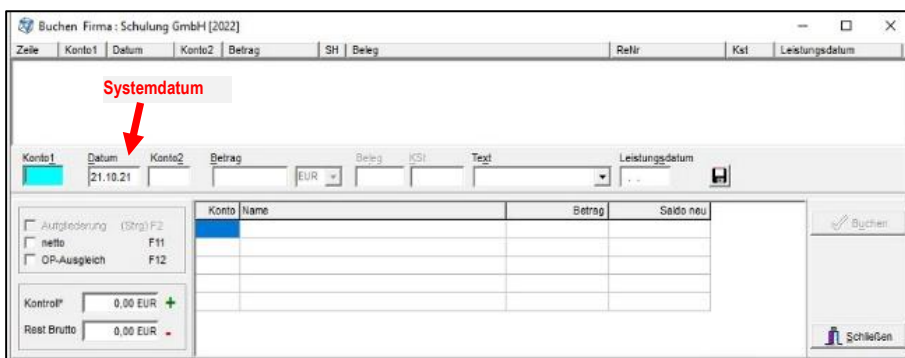 Buchen Firma : Schulung GmbH [2022]
Zeile Konto1 Datum Konto2 Betrag SH Beleg ReNr Kst Leistungsdatum
Systemdatum
Konto1 Datum Konto2 Betrag Beleg KSt Text Leistungsdatum
21.10.21 EUR . .
Konto Name Betrag Saldo neu
Aufgliederung (Strg) F2
Buchen
netto F11
OP-Ausgleich F12
Kontroll* 0,00 EUR +
Rest Brutto 0,00 EUR -
Schließen